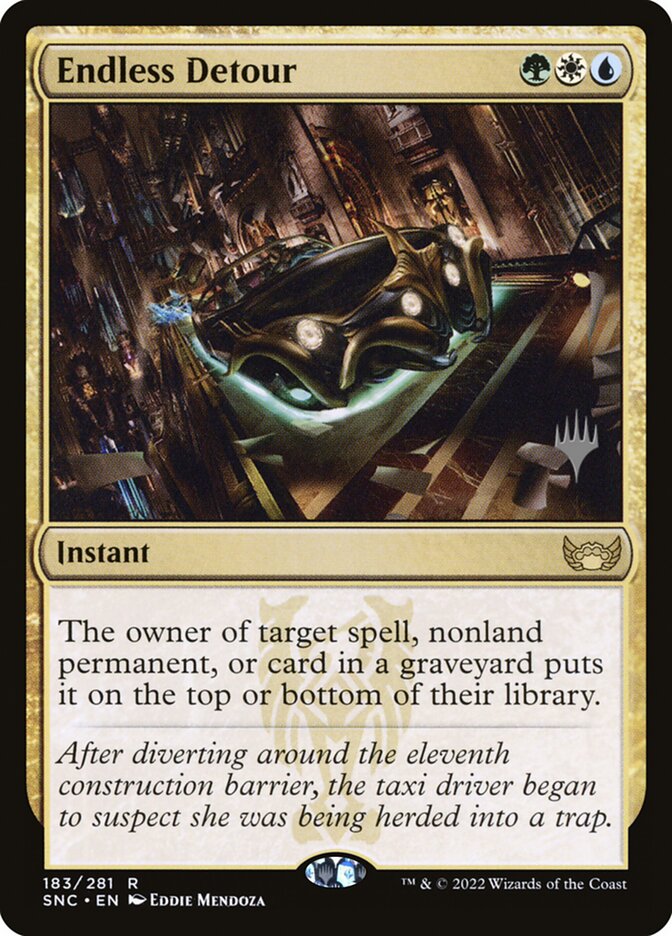 Endless Detour
Instant
The owner of target spell, nonland
permanent, or card in a graveyard puts
it on the top or bottom of their library.
After diverting around the eleventh
construction barrier, the taxi driver began
to suspect she was being herded into a trap.
183/281 R
SNC • EN Eddie Mendoza
™ & © 2022 Wizards of the Coast